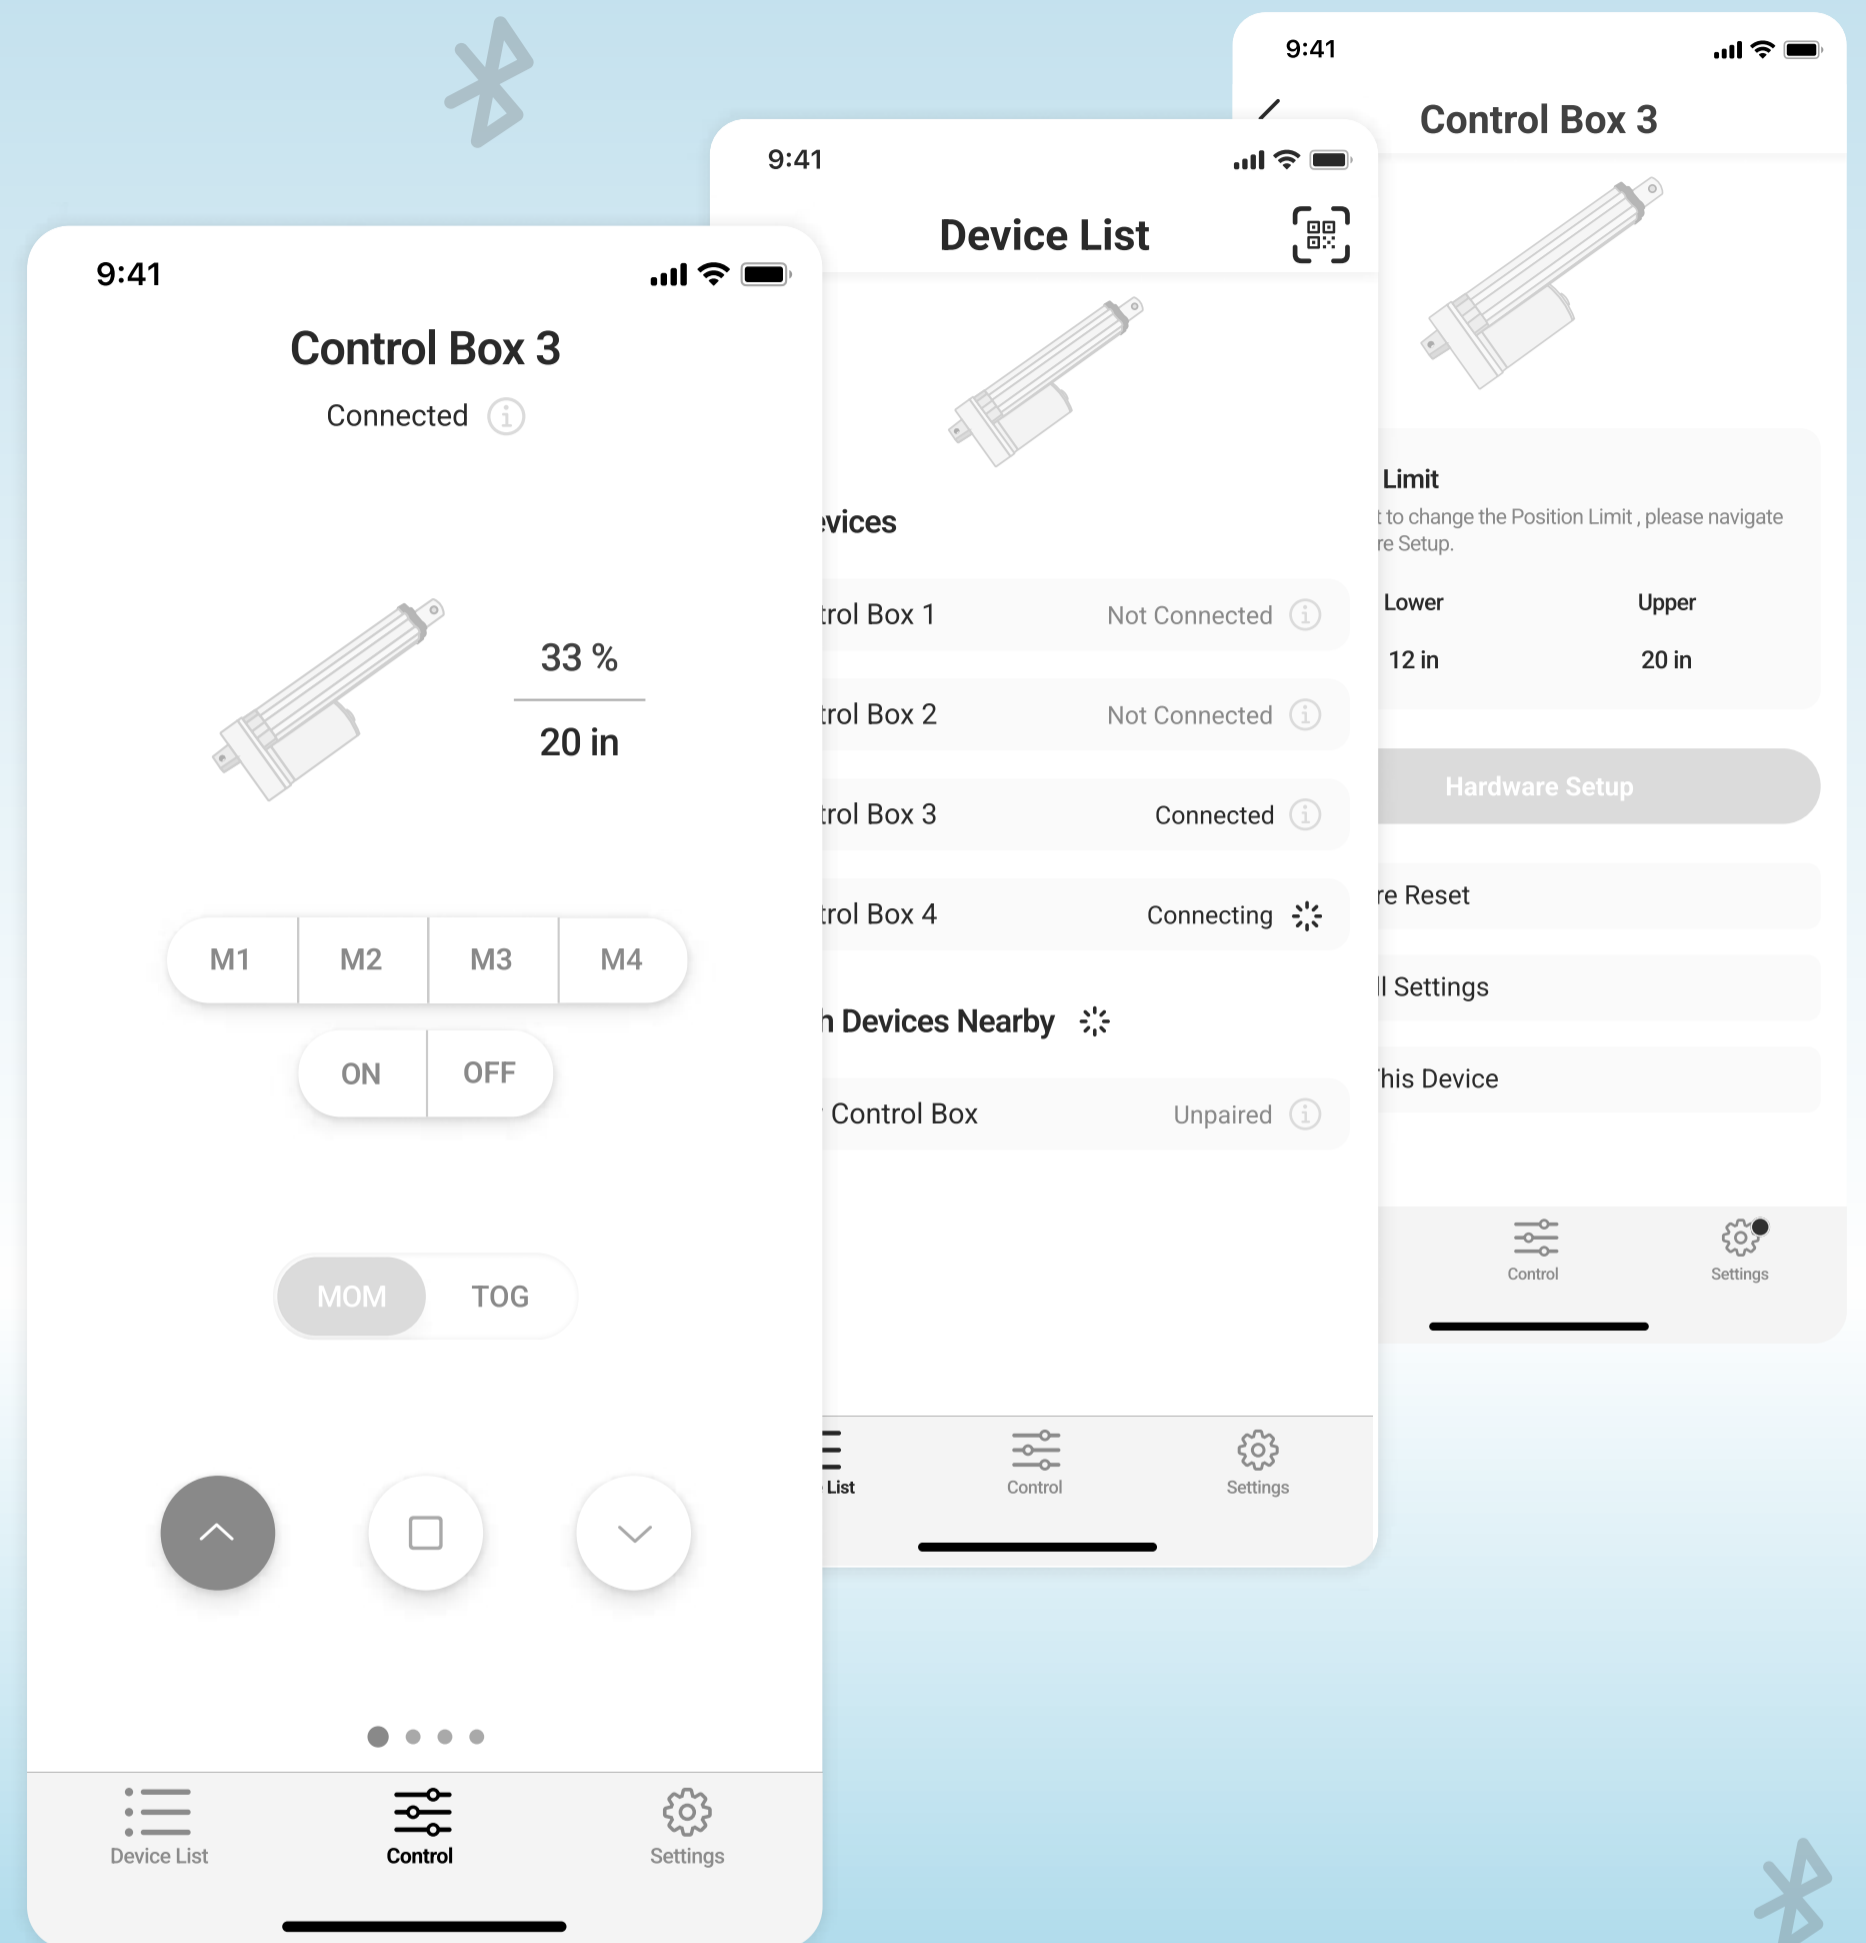 9:41
Control Box 3
Connected
33 %
20 in
M1 M2 M3 M4
ON OFF
MOM TOG
Device List Control Settings
9:41
Device List
evices
trol Box 1 Not Connected
trol Box 2 Not Connected
trol Box 3 Connected
trol Box 4 Connecting
h Devices Nearby
Control Box Unpaired
List Control Settings
9:41
Control Box 3
Limit
t to change the Position Limit , please navigate
re Setup.
Lower Upper
12 in 20 in
Hardware Setup
re Reset
ll Settings
This Device
Control Settings